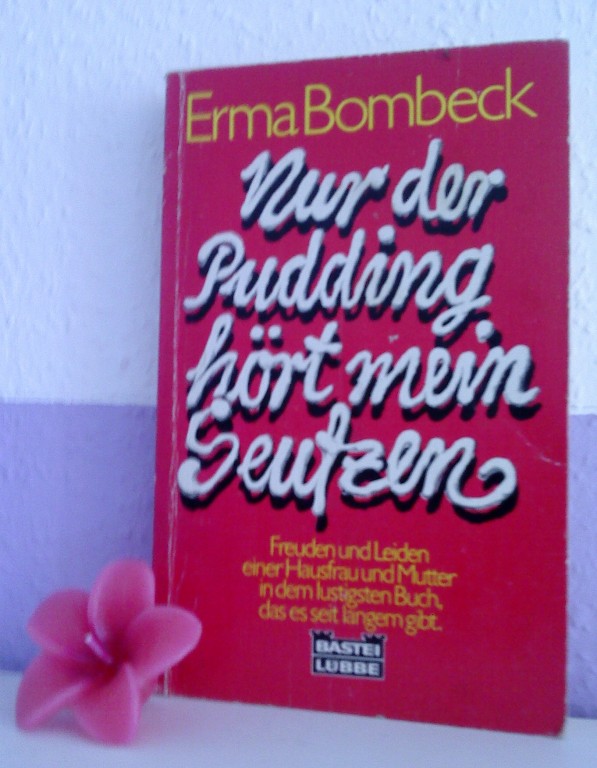 Erma Bombeck
Nur der
Pudding
hört mein
Seufzen
Freuden und Leiden
einer Hausfrau und Mutter
in dem lustigsten Buch,
das es seit langem gibt.
BASTEI
LÜBBE